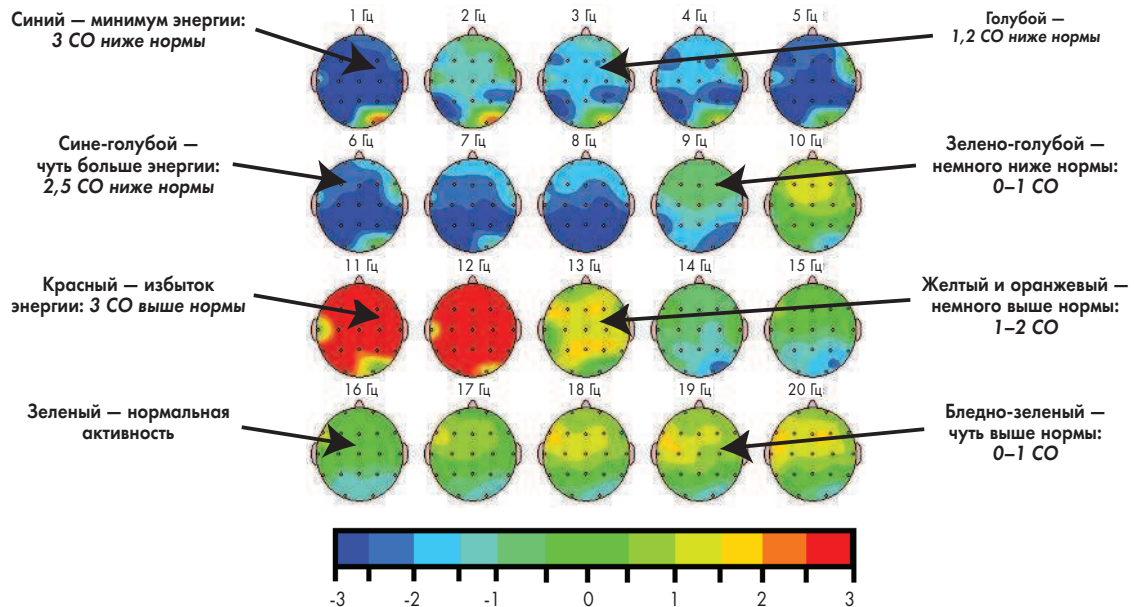 Синий — минимум энергии:
3 СО ниже нормы
1 Гц
2 Гц
3 Гц
4 Гц
5 Гц
Голубой —
1,2 СО ниже нормы
Сине-голубой —
чуть больше энергии:
2,5 СО ниже нормы
6 Гц
7 Гц
8 Гц
9 Гц
10 Гц
Зелено-голубой —
немного ниже нормы:
0–1 СО
Красный — избыток
энергии: 3 СО выше нормы
11 Гц
12 Гц
13 Гц
14 Гц
15 Гц
Желтый и оранжевый —
немного выше нормы:
1–2 СО
Зеленый — нормальная
активность
16 Гц
17 Гц
18 Гц
19 Гц
20 Гц
Бледно-зеленый —
чуть выше нормы:
0–1 СО
-3 -2 -1 0 1 2 3